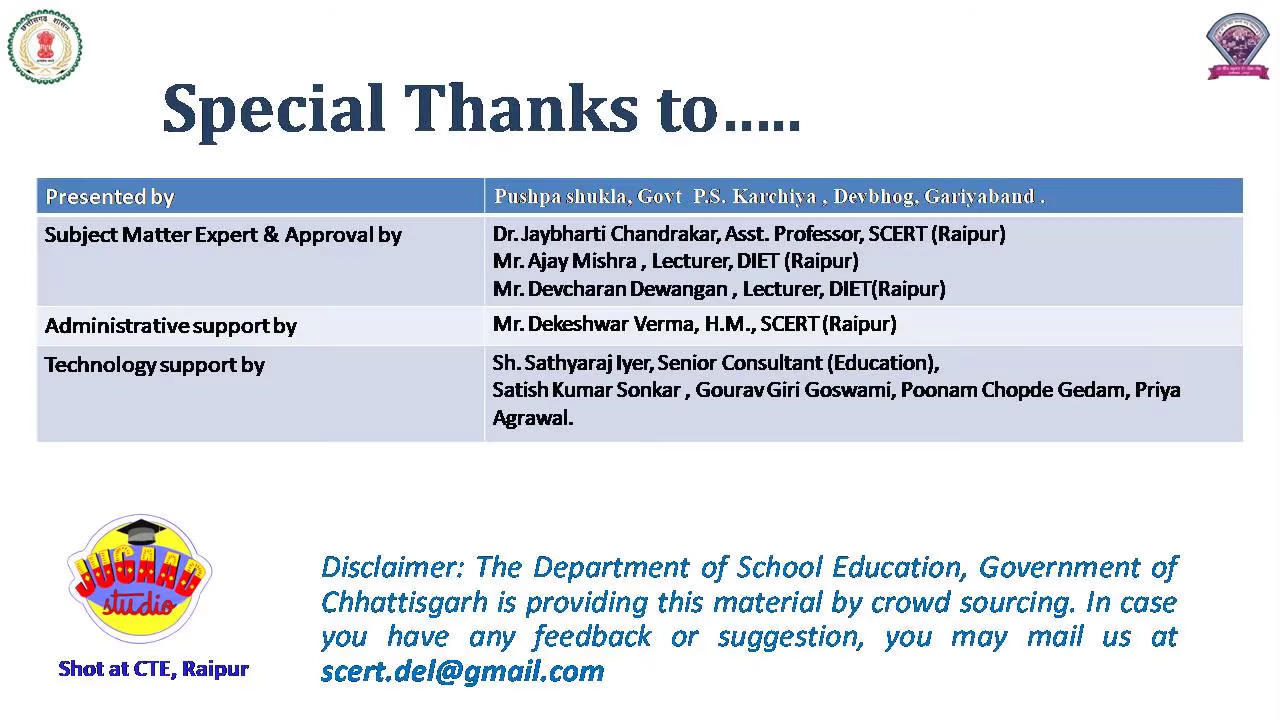 छत्तीसगढ़ शासन
Special Thanks to.....
Presented by
Pushpa shukla, Govt P.S. Karchiya , Devbhog, Gariyaband .
Subject Matter Expert & Approval by
Dr. Jaybharti Chandrakar, Asst. Professor, SCERT (Raipur)
Mr. Ajay Mishra , Lecturer, DIET (Raipur)
Mr. Devcharan Dewangan , Lecturer, DIET(Raipur)
Administrative support by
Mr. Dekeshwar Verma, H.M., SCERT (Raipur)
Technology support by
Sh. Sathyaraj Iyer, Senior Consultant (Education),
Satish Kumar Sonkar , Gourav Giri Goswami, Poonam Chopde Gedam, Priya
Agrawal.
JUGAAD
studio
Shot at CTE, Raipur
Disclaimer: The Department of School Education, Government of
Chhattisgarh is providing this material by crowd sourcing. In case
you have any feedback or suggestion, you may mail us at
scert.del@gmail.com